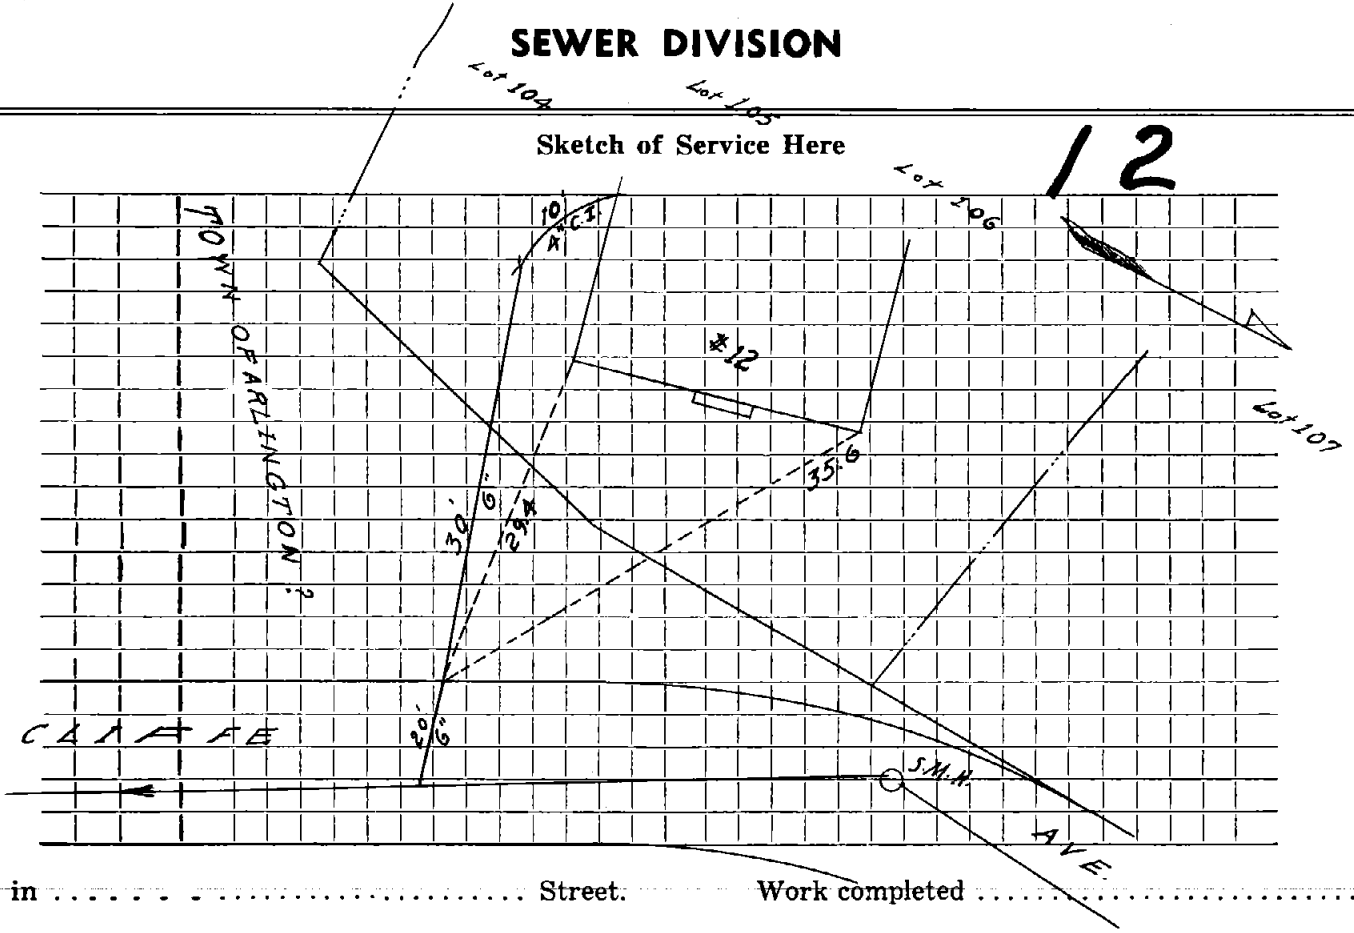 SEWER DIVISION
Lot 104
Lot 105
Sketch of Service Here
12
Lot 106
10
4" C.I.
TOWN OF ARLINGTON ?
#12
Lot 107
35.6
30' 6"
29.4
20' 6"
CLIFFE
S.M.H.
AVE.
in Street. Work completed